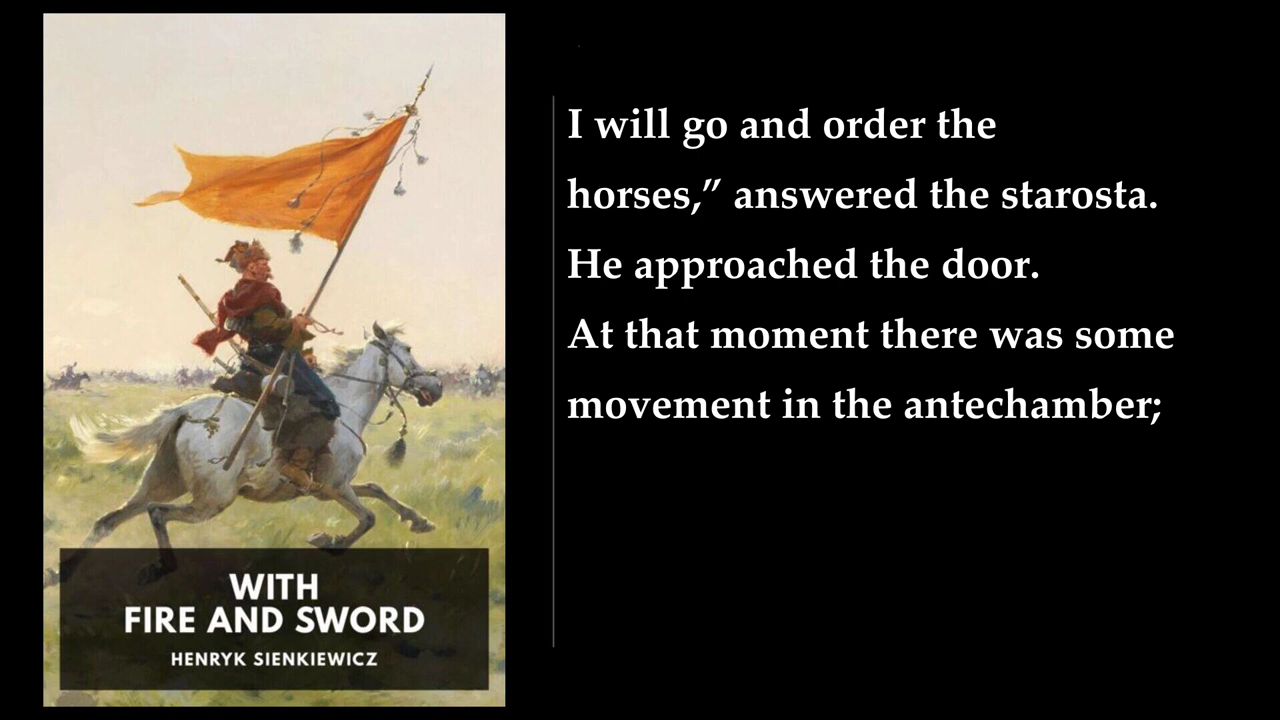 WITH
FIRE AND SWORD
HENRYK SIENKIEWICZ
I will go and order the
horses,” answered the starosta.
He approached the door.
At that moment there was some
movement in the antechamber;